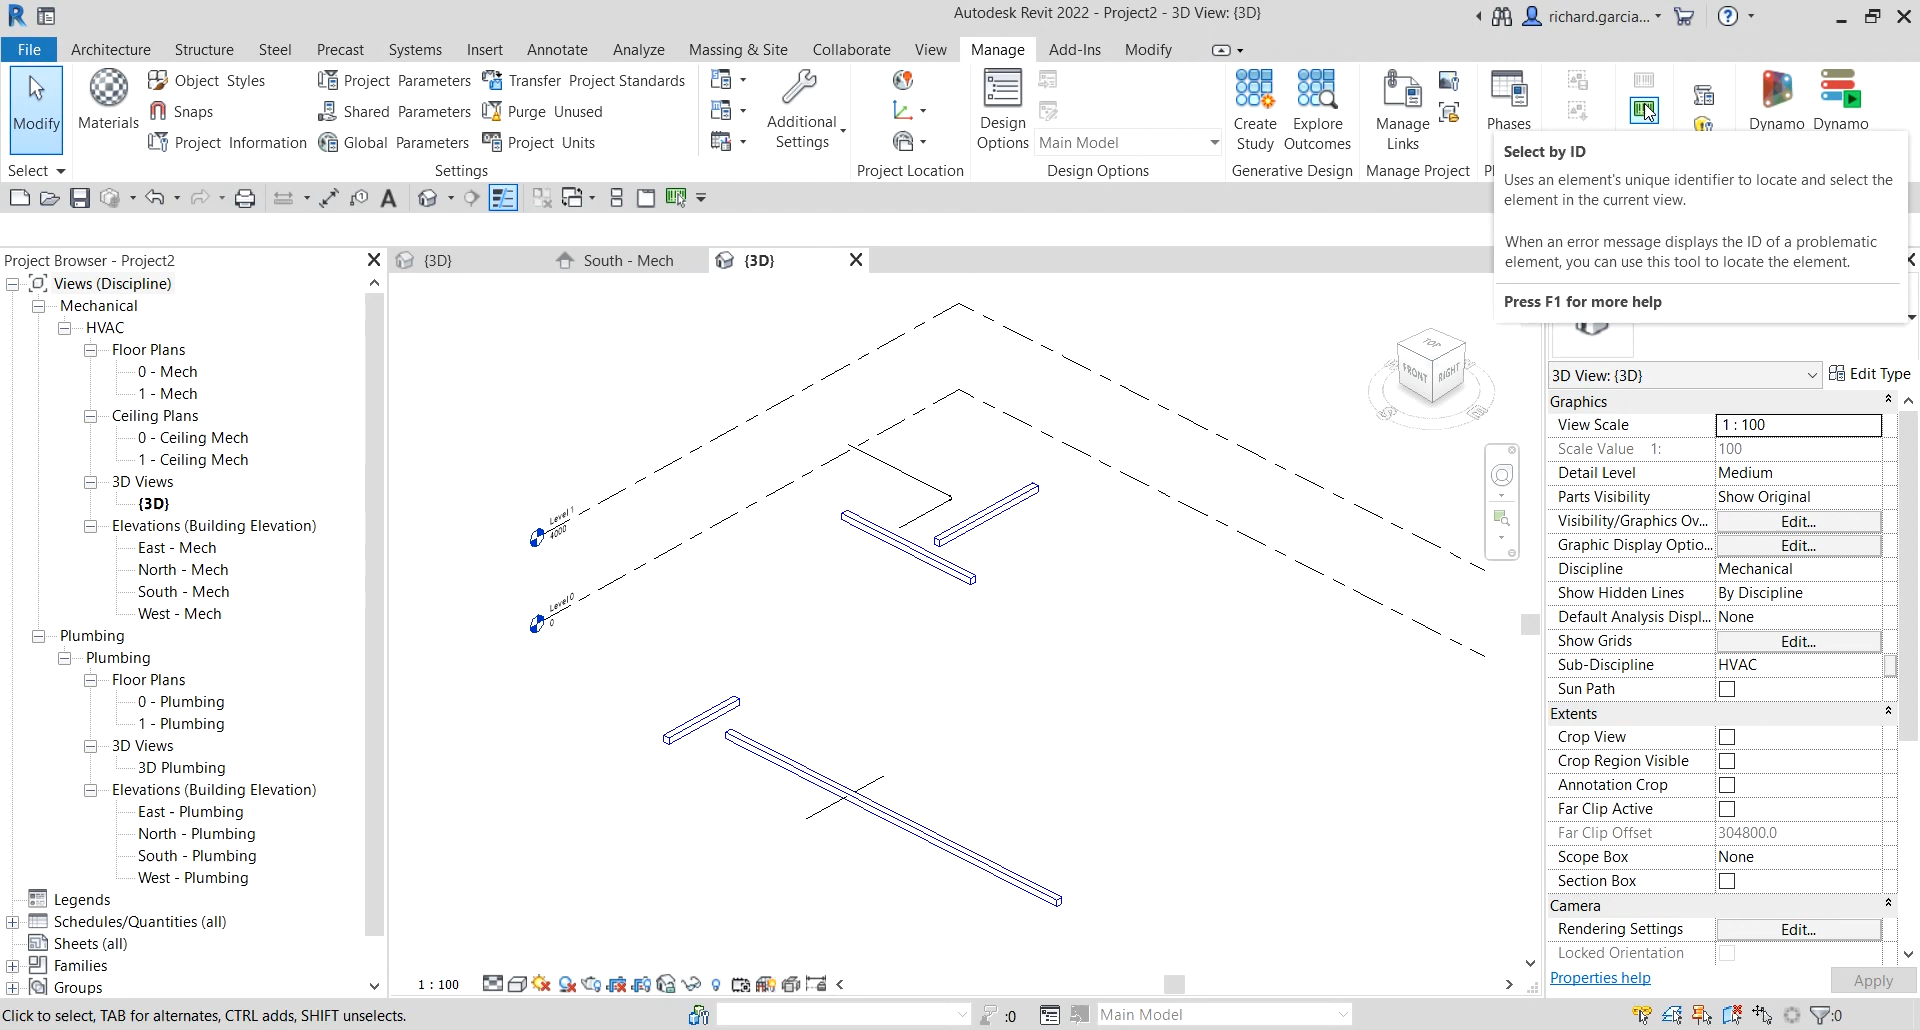 Autodesk Revit 2022 - Project2 - 3D View: {3D}
richard.garcia...
File Architecture Structure Steel Precast Systems Insert Annotate Analyze Massing & Site Collaborate View Manage Add-Ins Modify
Modify
Materials
Object Styles
Snaps
Project Information
Project Parameters
Shared Parameters
Global Parameters
Transfer Project Standards
Purge Unused
Project Units
Additional
Settings
Design
Options
Main Model
Create
Study
Explore
Outcomes
Manage
Links
Phases
Dynamo
Dynamo
Select
Settings
Project Location
Design Options
Generative Design
Manage Project
Select by ID
Uses an element's unique identifier to locate and select the
element in the current view.
When an error message displays the ID of a problematic
element, you can use this tool to locate the element.
Press F1 for more help
Project Browser - Project2
Views (Discipline)
Mechanical
HVAC
Floor Plans
0 - Mech
1 - Mech
Ceiling Plans
0 - Ceiling Mech
1 - Ceiling Mech
3D Views
{3D}
Elevations (Building Elevation)
East - Mech
North - Mech
South - Mech
West - Mech
Plumbing
Plumbing
Floor Plans
0 - Plumbing
1 - Plumbing
3D Views
3D Plumbing
Elevations (Building Elevation)
East - Plumbing
North - Plumbing
South - Plumbing
West - Plumbing
Legends
Schedules/Quantities (all)
Sheets (all)
Families
Groups
{3D}
South - Mech
{3D}
Level 1
4000
Level 0
0
TOP
FRONT
RIGHT
3D View: {3D}
Edit Type
Graphics
View Scale 1 : 100
Scale Value 1: 100
Detail Level Medium
Parts Visibility Show Original
Visibility/Graphics Ov... Edit...
Graphic Display Optio... Edit...
Discipline Mechanical
Show Hidden Lines By Discipline
Default Analysis Displ... None
Show Grids Edit...
Sub-Discipline HVAC
Sun Path
Extents
Crop View
Crop Region Visible
Annotation Crop
Far Clip Active
Far Clip Offset 304800.0
Scope Box None
Section Box
Camera
Rendering Settings Edit...
Locked Orientation
Properties help
Apply
1 : 100
Click to select, TAB for alternates, CTRL adds, SHIFT unselects.
:0
Main Model
:0